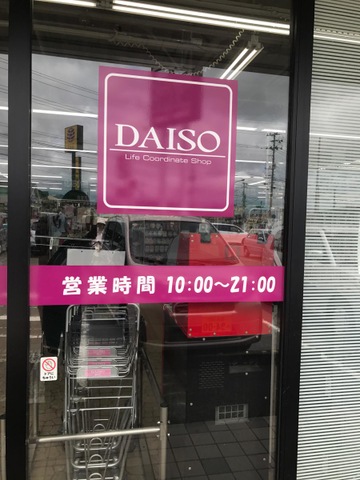 DAISO
Life Coordinate Shop
営業時間 10:00〜21:00